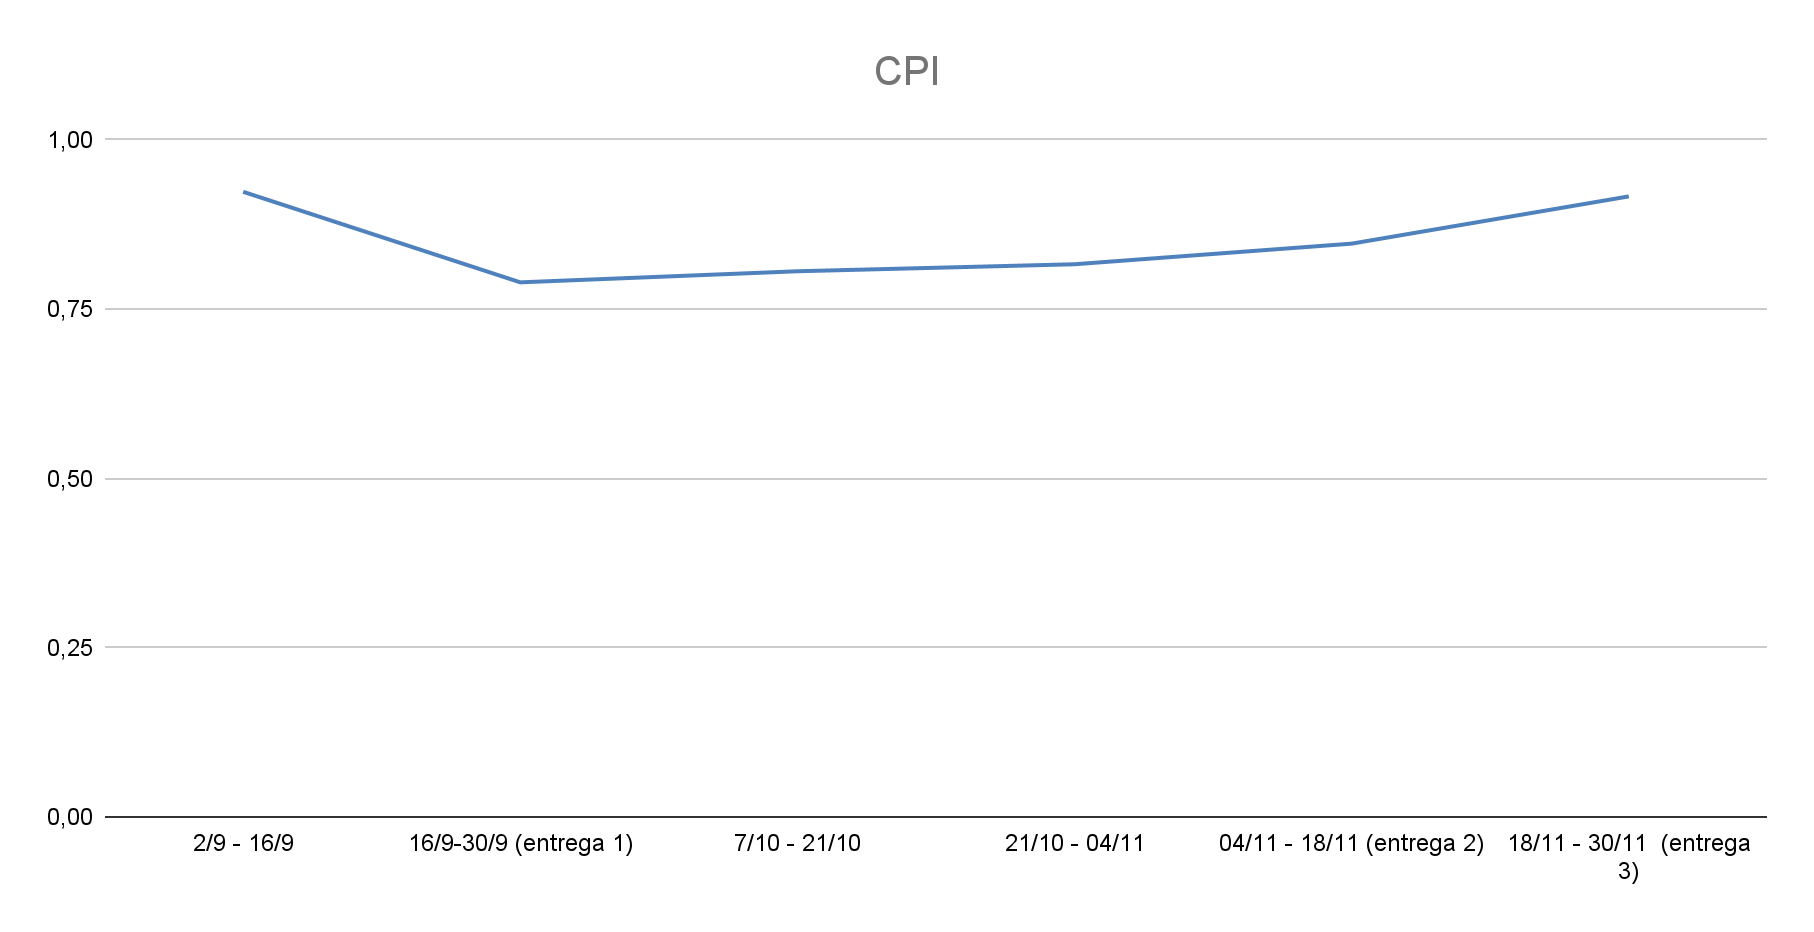 CPI
1,00
0,75
0,50
0,25
0,00
2/9 - 16/9
16/9-30/9 (entrega 1)
7/10 - 21/10
21/10 - 04/11
04/11 - 18/11 (entrega 2)
18/11 - 30/11  (entrega
3)